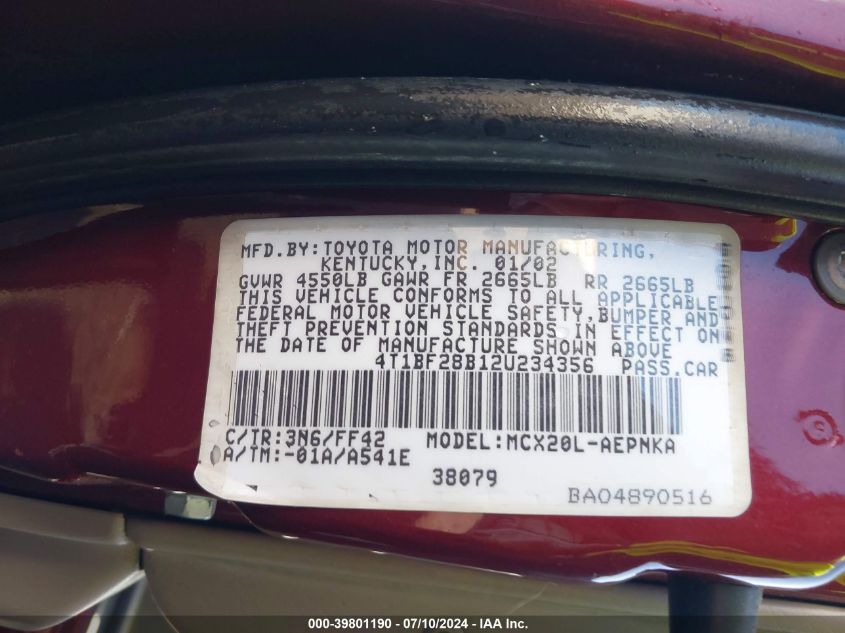 MFD.BY:TOYOTA MOTOR MANUFACTURING,
KENTUCKY,INC. 01/02
GVWR 4550LB GAWR FR 2665LB RR 2665LB
THIS VEHICLE CONFORMS TO ALL APPLICABLE
FEDERAL MOTOR VEHICLE SAFETY,BUMPER AND
THEFT PREVENTION STANDARDS IN EFFECT ON
THE DATE OF MANUFACTURE SHOWN ABOVE
4T1BF28B12U234356 PASS.CAR
C/TR:3N6/FF42 MODEL:MCX20L-AEPNKA
A/TM:-01A/A541E
38079
BA04890516
000-39801190 - 07/10/2024 - IAA Inc.